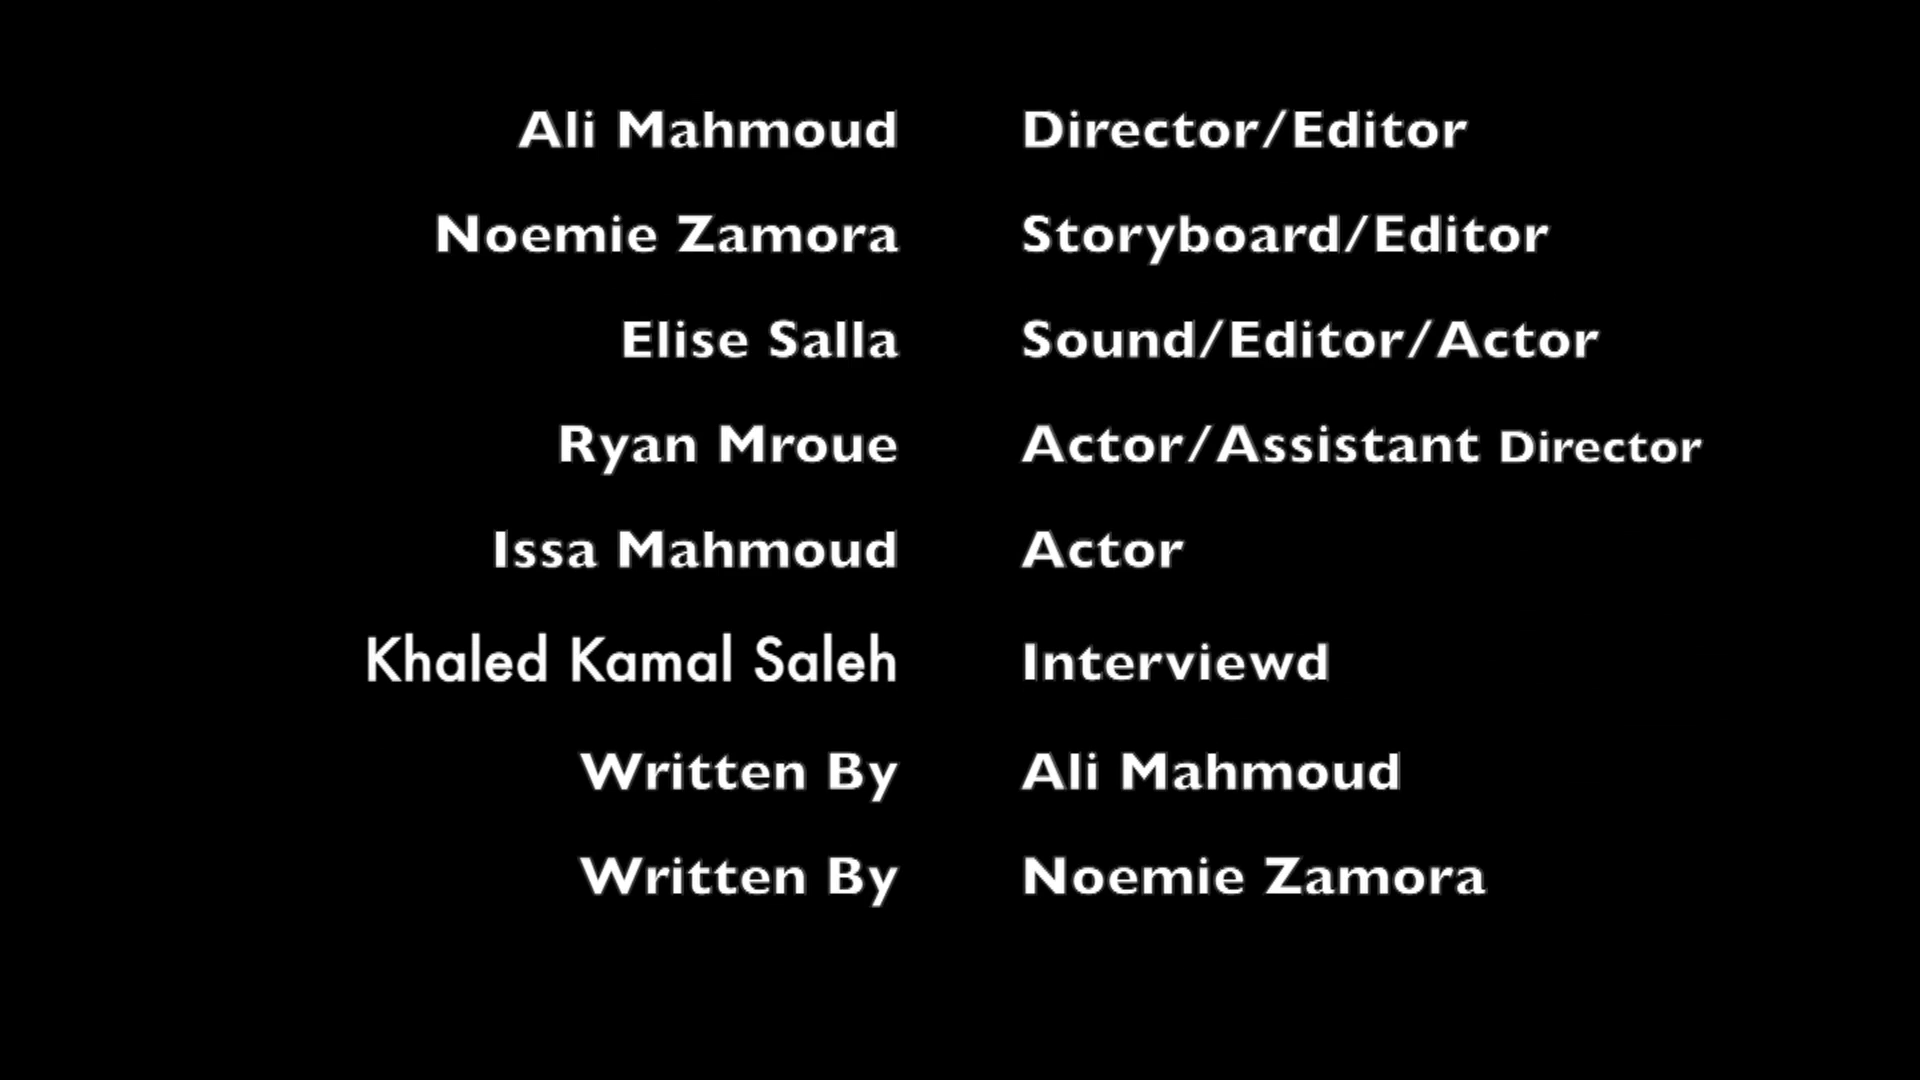 Ali Mahmoud Director/Editor
Noemie Zamora Storyboard/Editor
Elise Salla Sound/Editor/Actor
Ryan Mroue Actor/Assistant Director
Issa Mahmoud Actor
Khaled Kamal Saleh Interviewd
Written By Ali Mahmoud
Written By Noemie Zamora